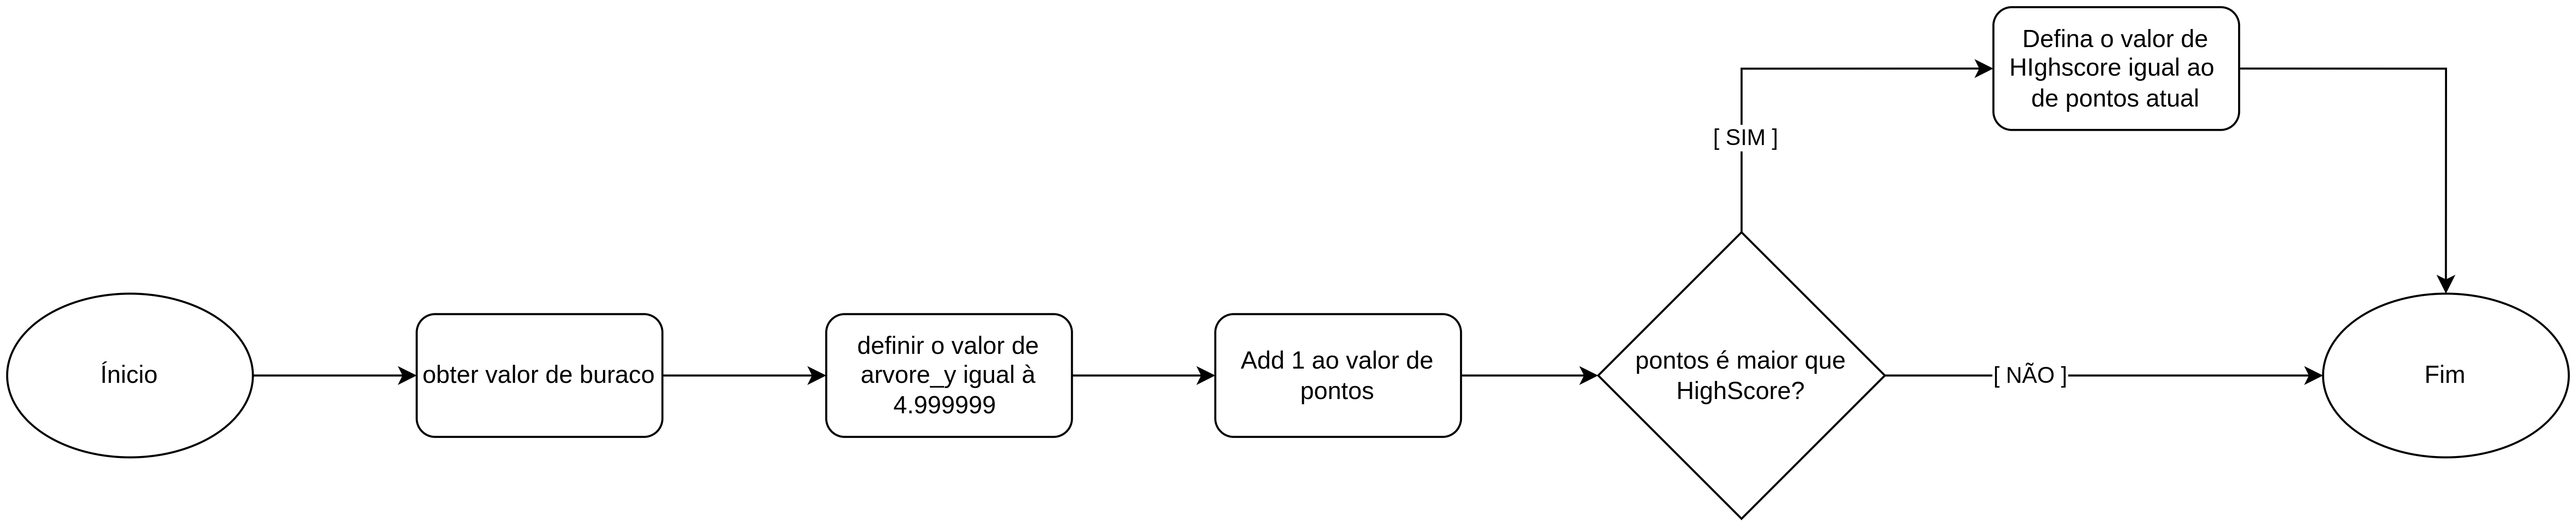 Ínicio
obter valor de buraco
definir o valor de
arvore_y igual à
4.999999
Add 1 ao valor de
pontos
pontos é maior que
HighScore?
[ SIM ]
Defina o valor de
HIghscore igual ao
de pontos atual
[ NÃO ]
Fim